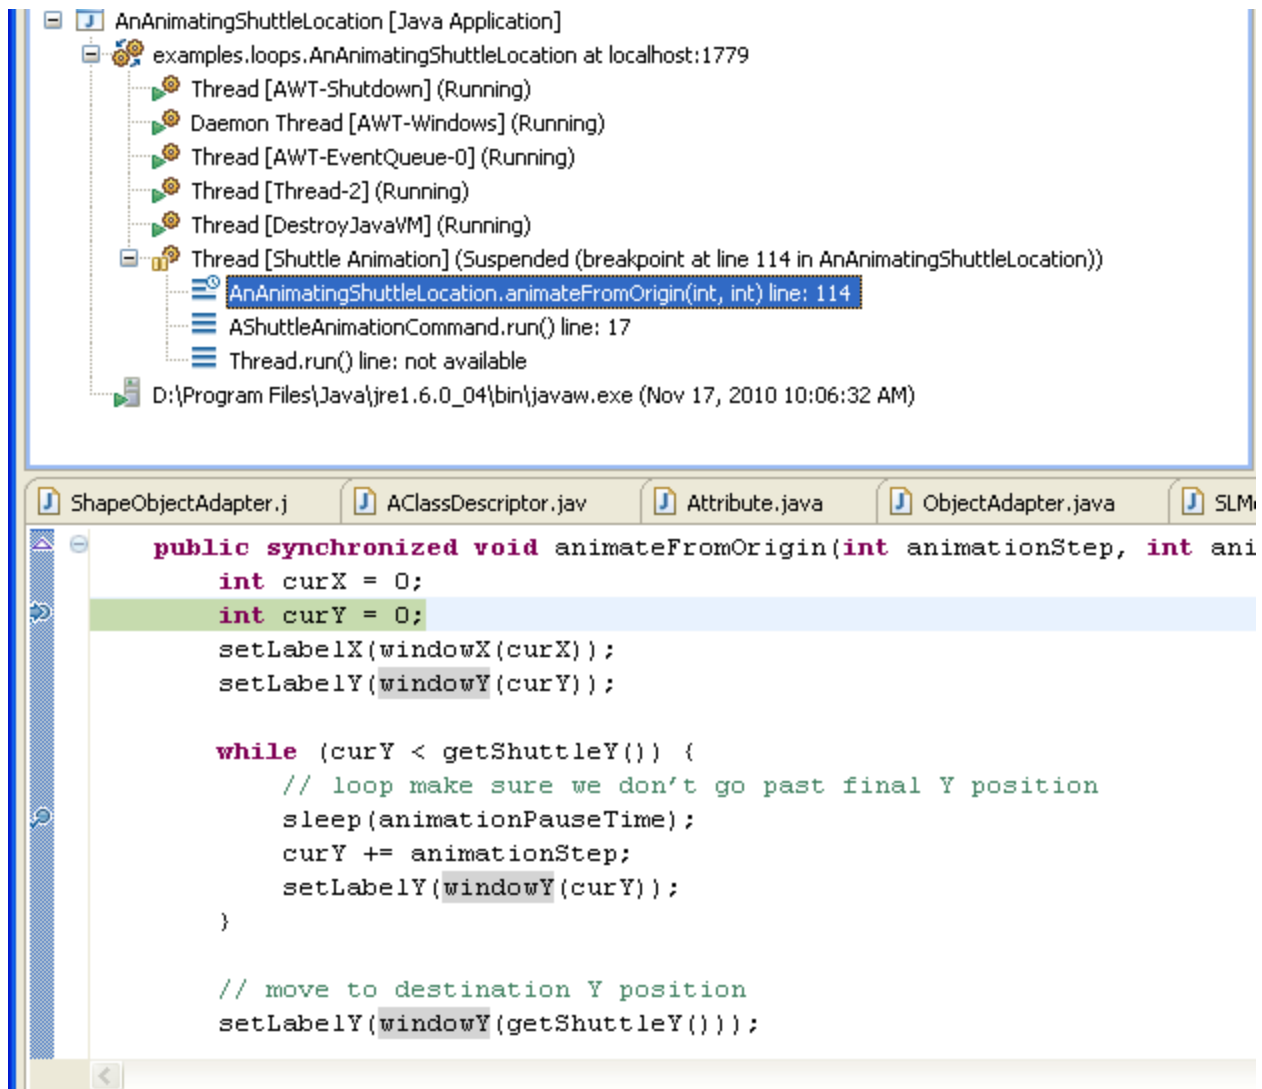 AnAnimatingShuttleLocation [Java Application]
examples.loops.AnAnimatingShuttleLocation at localhost:1779
Thread [AWT-Shutdown] (Running)
Daemon Thread [AWT-Windows] (Running)
Thread [AWT-EventQueue-0] (Running)
Thread [Thread-2] (Running)
Thread [DestroyJavaVM] (Running)
Thread [Shuttle Animation] (Suspended (breakpoint at line 114 in AnAnimatingShuttleLocation))
AnAnimatingShuttleLocation.animateFromOrigin(int, int) line: 114
AShuttleAnimationCommand.run() line: 17
Thread.run() line: not available
D:\Program Files\Java\jre1.6.0_04\bin\javaw.exe (Nov 17, 2010 10:06:32 AM)
ShapeObjectAdapter.j AClassDescriptor.jav Attribute.java ObjectAdapter.java
public synchronized void animateFromOrigin(int animationStep, int ani
int curX = 0;
int curY = 0;
setLabelX(windowX(curX));
setLabelY(windowY(curY));
while (curY < getShuttleY()) {
// loop make sure we don't go past final Y position
sleep(animationPauseTime);
curY += animationStep;
setLabelY(windowY(curY));
}
// move to destination Y position
setLabelY(windowY(getShuttleY()));